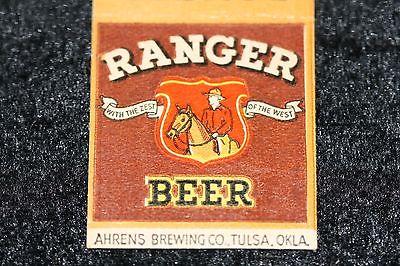 RANGER
WITH THE ZEST OF THE WEST
BEER
AHRENS BREWING CO., TULSA, OKLA.